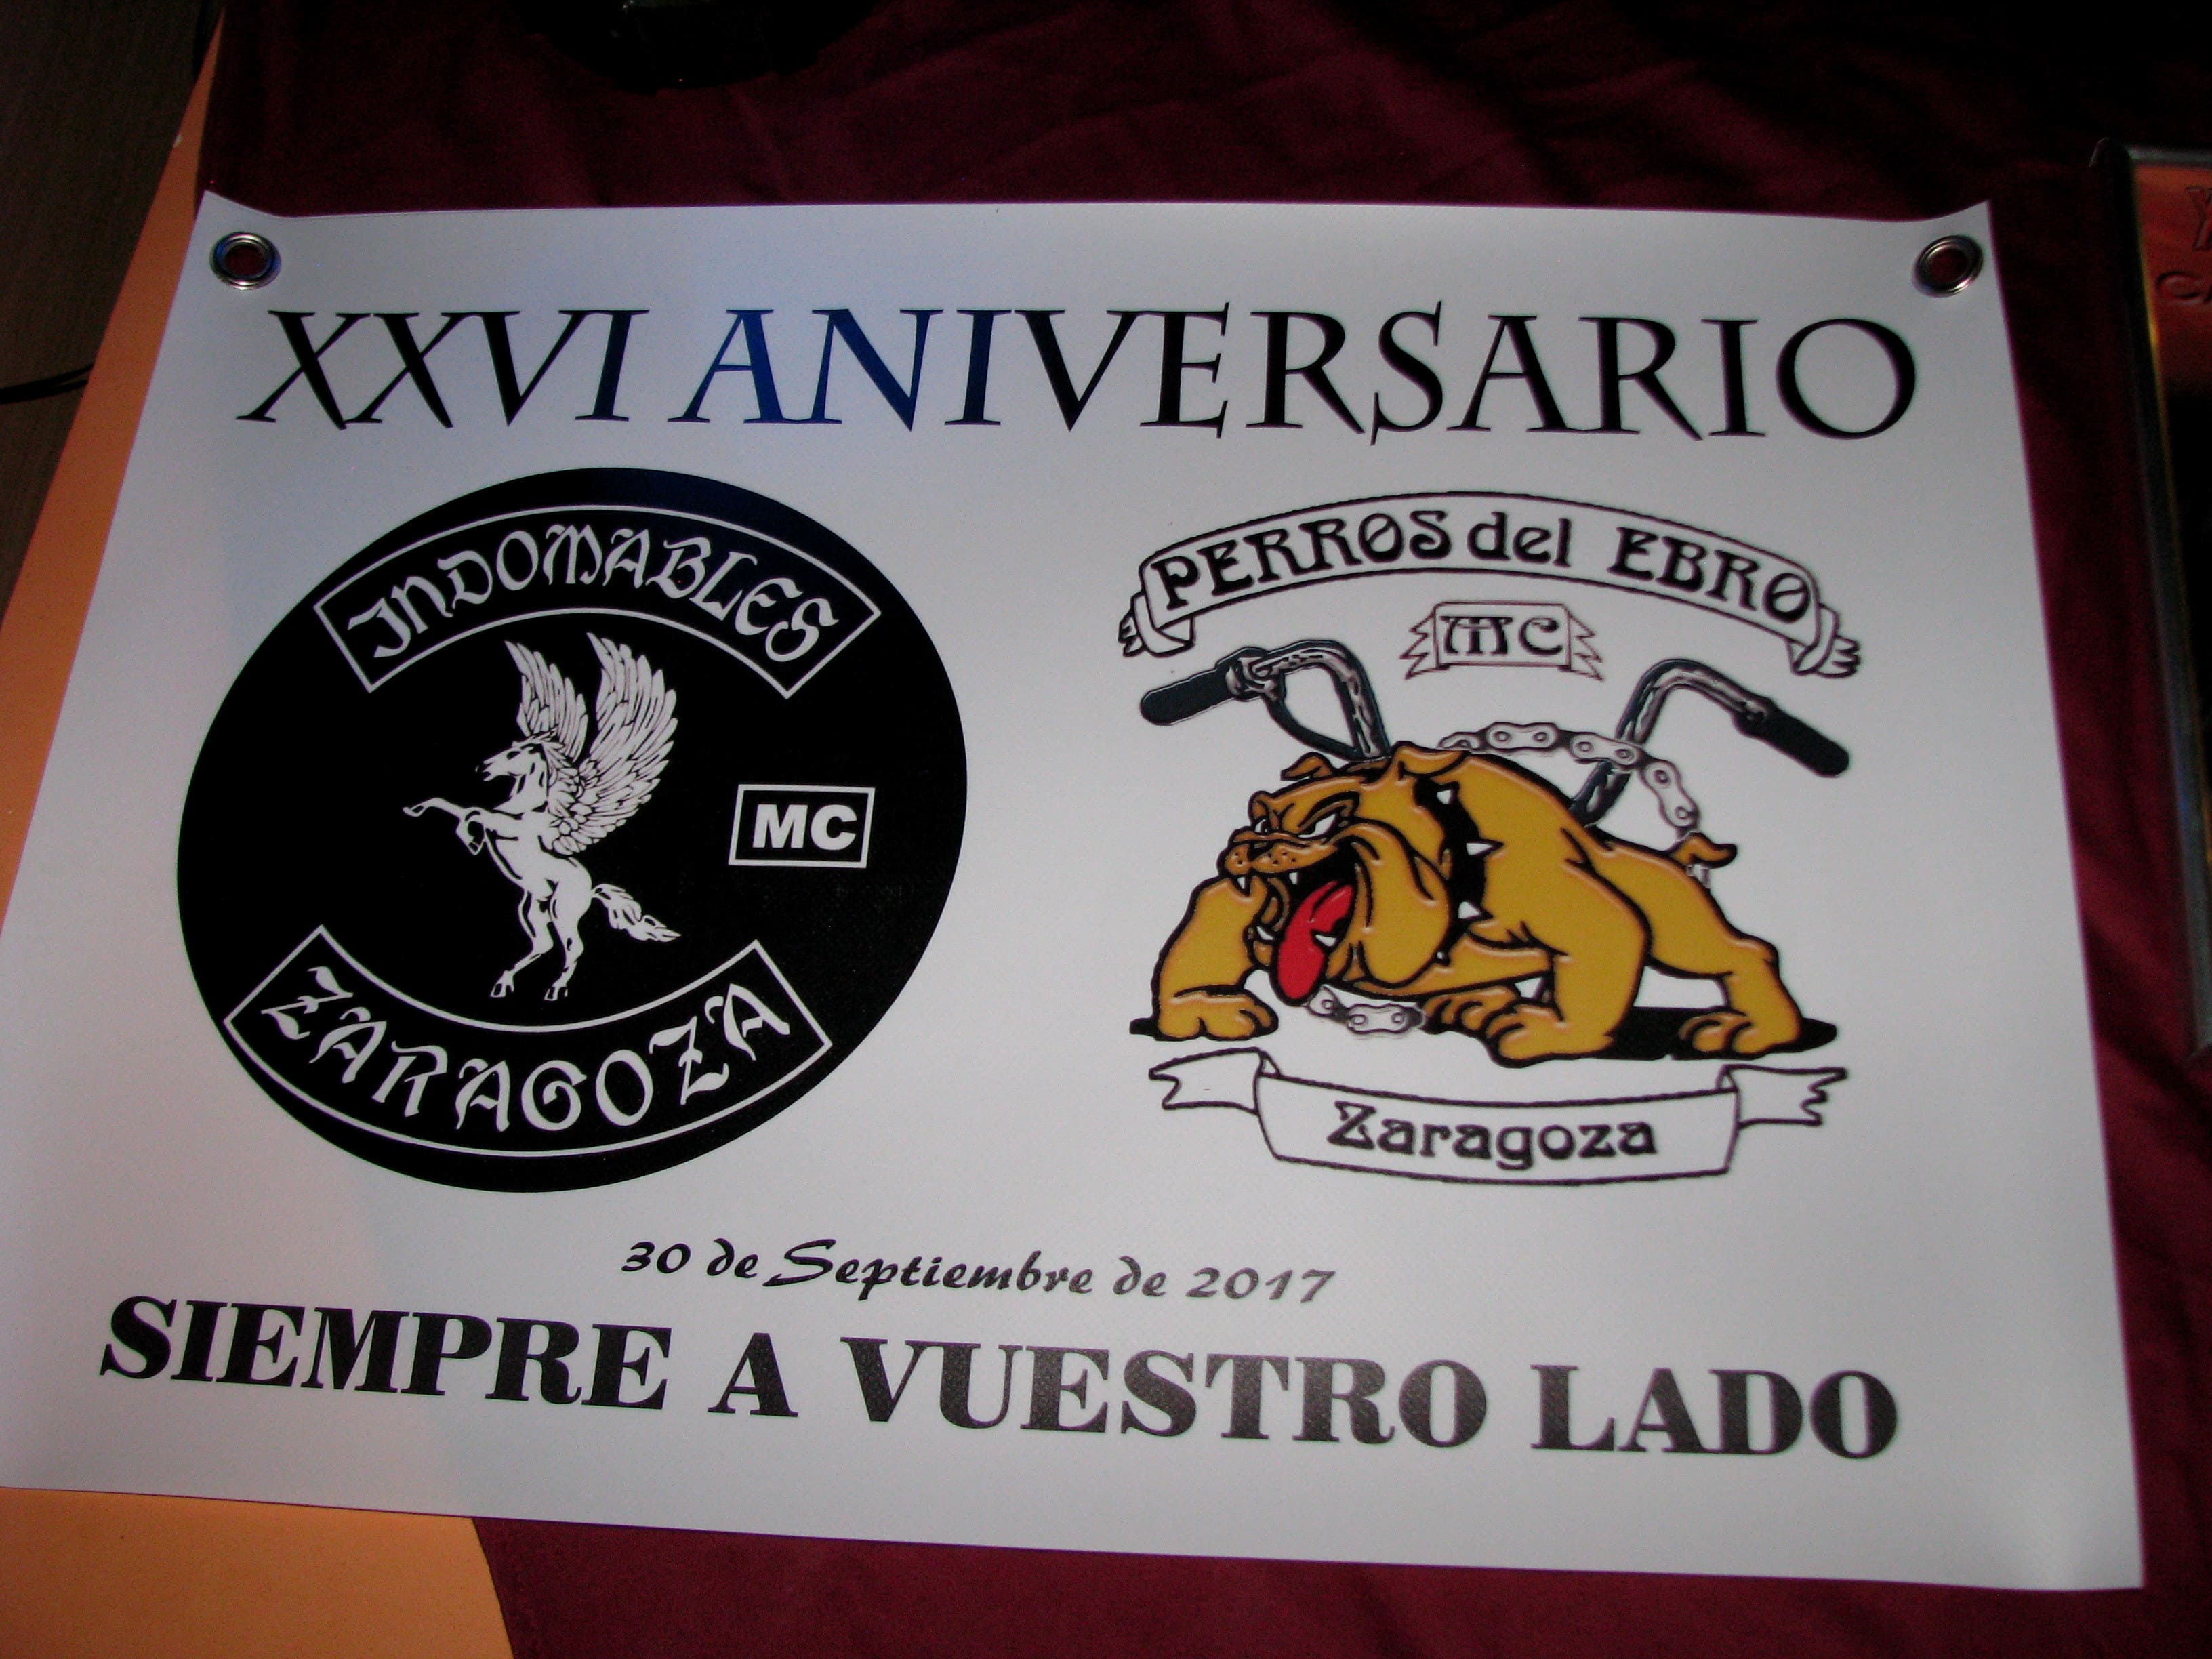 XXVI ANIVERSARIO
INDOMABLES
MC
ZARAGOZA
PERROS del EBRO
MC
Zaragoza
30 de Septiembre de 2017
SIEMPRE A VUESTRO LADO